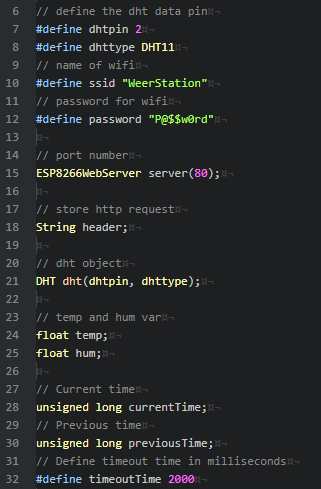 6 // define the dht data pin¤¬
7 #define dhtpin 2¤¬
8 #define dhttype DHT11¤¬
9 // name of wifi¤¬
10 #define ssid "WeerStation"¤¬
11 // password for wifi¤¬
12 #define password "P@$$w0rd"¤¬
13 ¤¬
14 // port number¤¬
15 ESP8266WebServer server(80);¤¬
16 ¤¬
17 // store http request¤¬
18 String header;¤¬
19 ¤¬
20 // dht object¤¬
21 DHT dht(dhtpin, dhttype);¤¬
22 ¤¬
23 // temp and hum var¤¬
24 float temp;¤¬
25 float hum;¤¬
26 ¤¬
27 // Current time¤¬
28 unsigned long currentTime;¤¬
29 // Previous time¤¬
30 unsigned long previousTime;¤¬
31 // Define timeout time in milliseconds¤¬
32 #define timeoutTime 2000¤¬